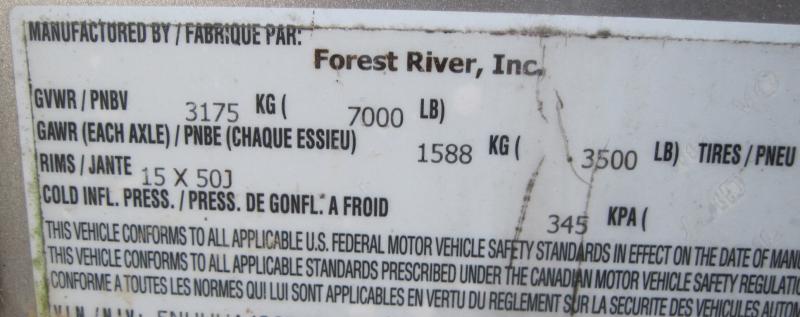 MANUFACTURED BY / FABRIQUE PAR:
Forest River, Inc.
GVWR / PNBV 3175 KG ( 7000 LB)
GAWR (EACH AXLE) / PNBE (CHAQUE ESSIEU) 1588 KG ( 3500 LB) TIRES / PNEU
RIMS / JANTE 15 X 50J
COLD INFL. PRESS. / PRESS. DE GONFL. A FROID 345 KPA (
THIS VEHICLE CONFORMS TO ALL APPLICABLE U.S. FEDERAL MOTOR VEHICLE SAFETY STANDARDS IN EFFECT ON THE DATE OF MANU
THIS VEHICLE CONFORMS TO ALL APPLICABLE STANDARDS PRESCRIBED UNDER THE CANADIAN MOTOR VEHICLE SAFETY REGULATIO
CONFORME A TOUTES LES NORMES QUI LUI SONT APPLICABLES EN VERTU DU REGLEMENT SUR LA SECURITE DES VEHICULES AUTOM
V.I.N. / N.I.V.: